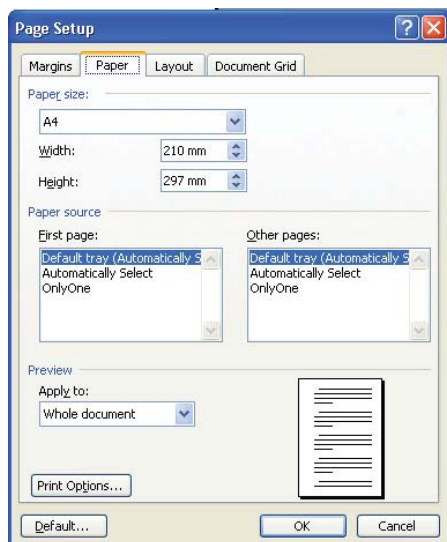 Page Setup
Margins Paper Layout Document Grid
Paper size:
A4
Width: 210 mm
Height: 297 mm
Paper source
First page: Other pages:
Default tray (Automatically S Default tray (Automatically S
Automatically Select Automatically Select
OnlyOne OnlyOne
Preview
Apply to:
Whole document
Print Options...
Default... OK Cancel